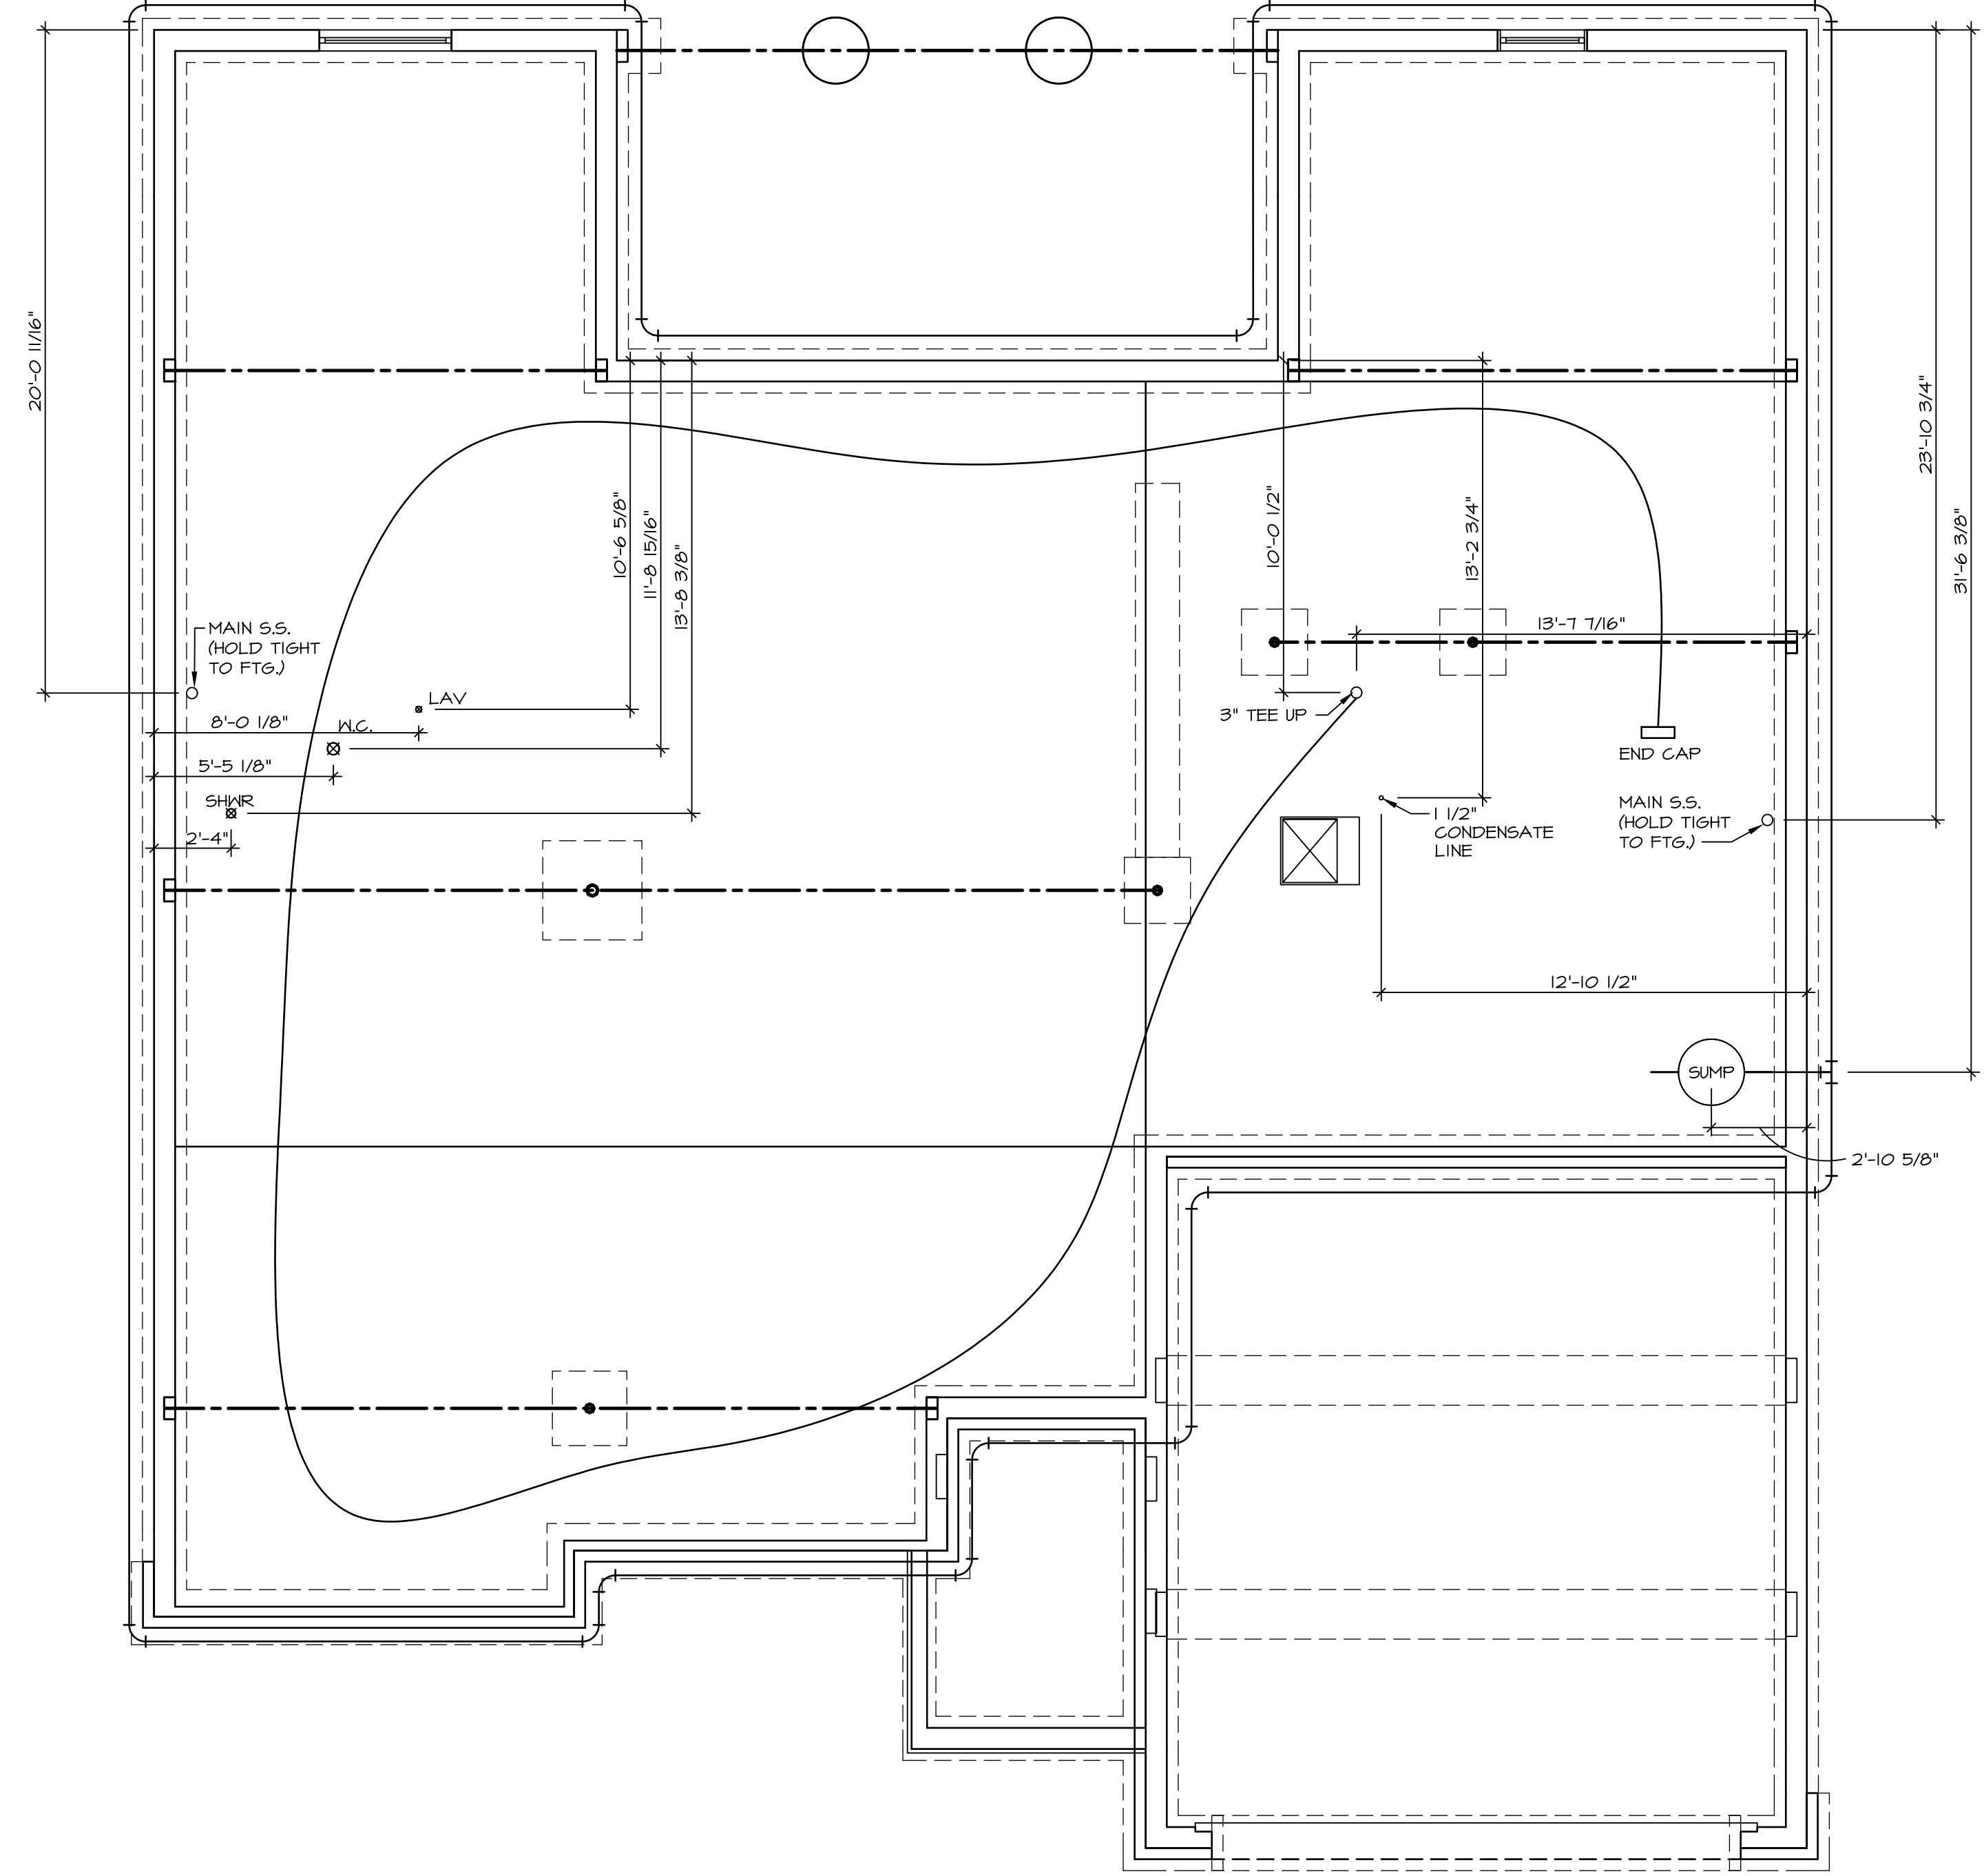 20'-0 11/16"
10'-6 5/8"
11'-8 15/16"
13'-8 3/8"
10'-0 1/2"
13'-2 3/4"
23'-10 3/4"
31'-6 3/8"
MAIN S.S.
(HOLD TIGHT
TO FTG.)
13'-7 7/16"
LAV
8'-0 1/8"
W.C.
3" TEE UP
5'-5 1/8"
END CAP
SHWR
2'-4"
1 1/2"
CONDENSATE
LINE
MAIN S.S.
(HOLD TIGHT
TO FTG.)
12'-10 1/2"
SUMP
2'-10 5/8"